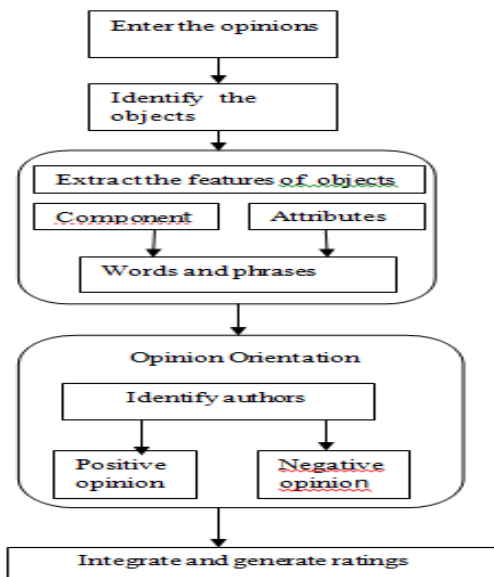 Enter the opinions
Identify the
objects
Extract the features of objects
Component
Attributes
Words and phrases
Opinion Orientation
Identify authors
Positive
opinion
Negative
opinion
Integrate and generate ratings